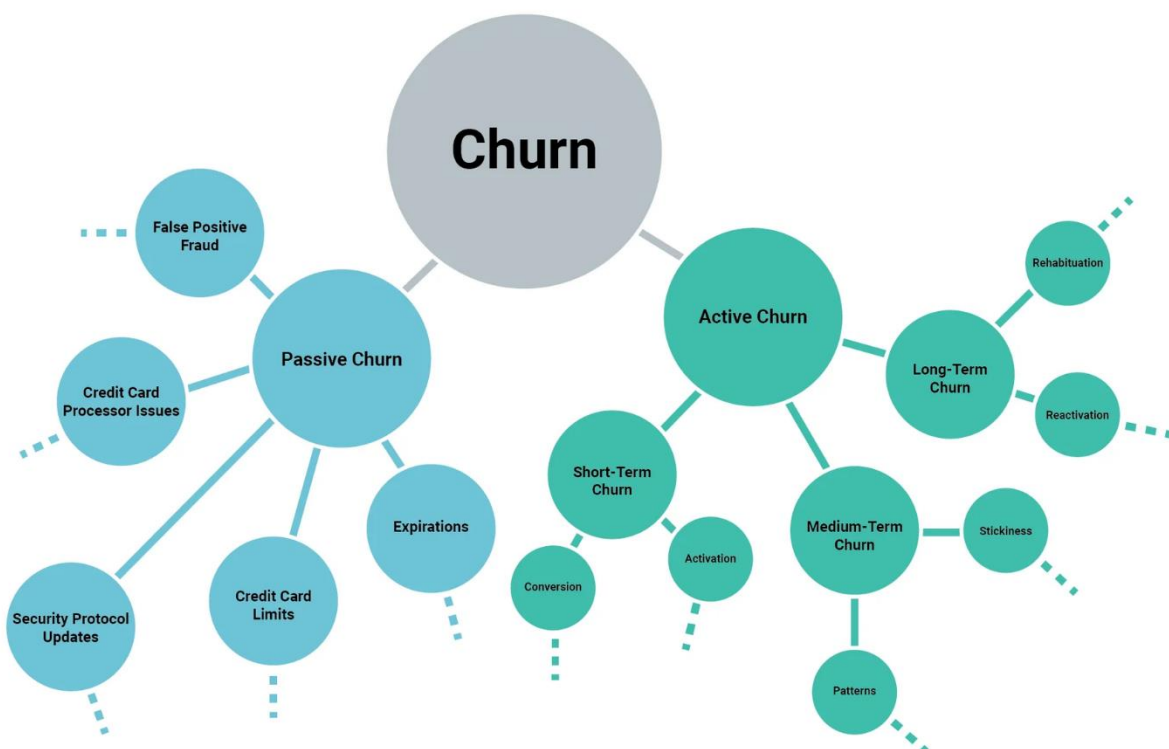 Churn
False Positive
Fraud
Passive Churn
Credit Card
Processor Issues
Security Protocol
Updates
Credit Card
Limits
Expirations
Active Churn
Short-Term
Churn
Conversion
Activation
Medium-Term
Churn
Stickiness
Patterns
Long-Term
Churn
Rehabituation
Reactivation